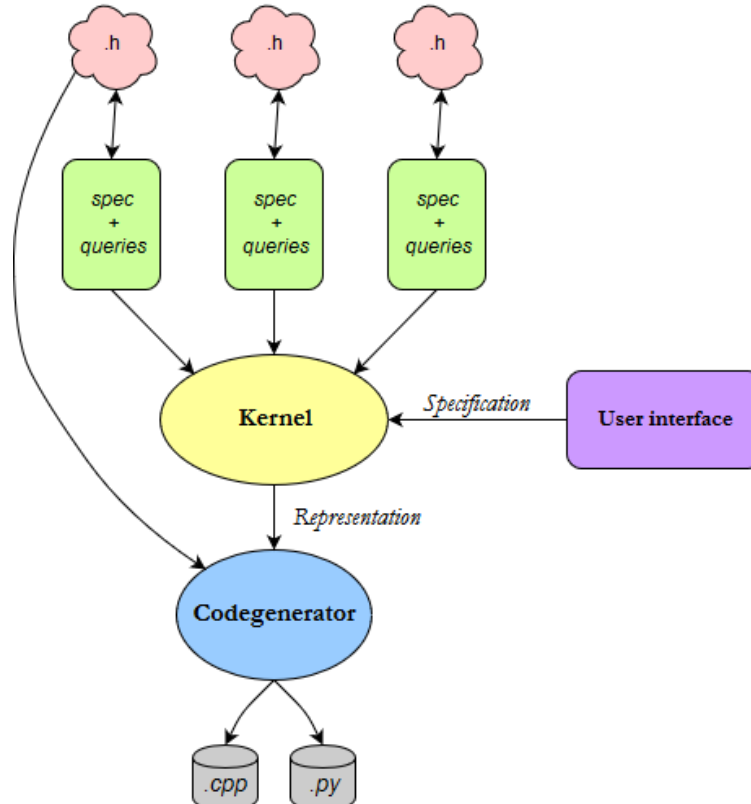 .h
.h
.h
spec
+
queries
spec
+
queries
spec
+
queries
Kernel
Specification
User interface
Representation
Codegenerator
.cpp
.py